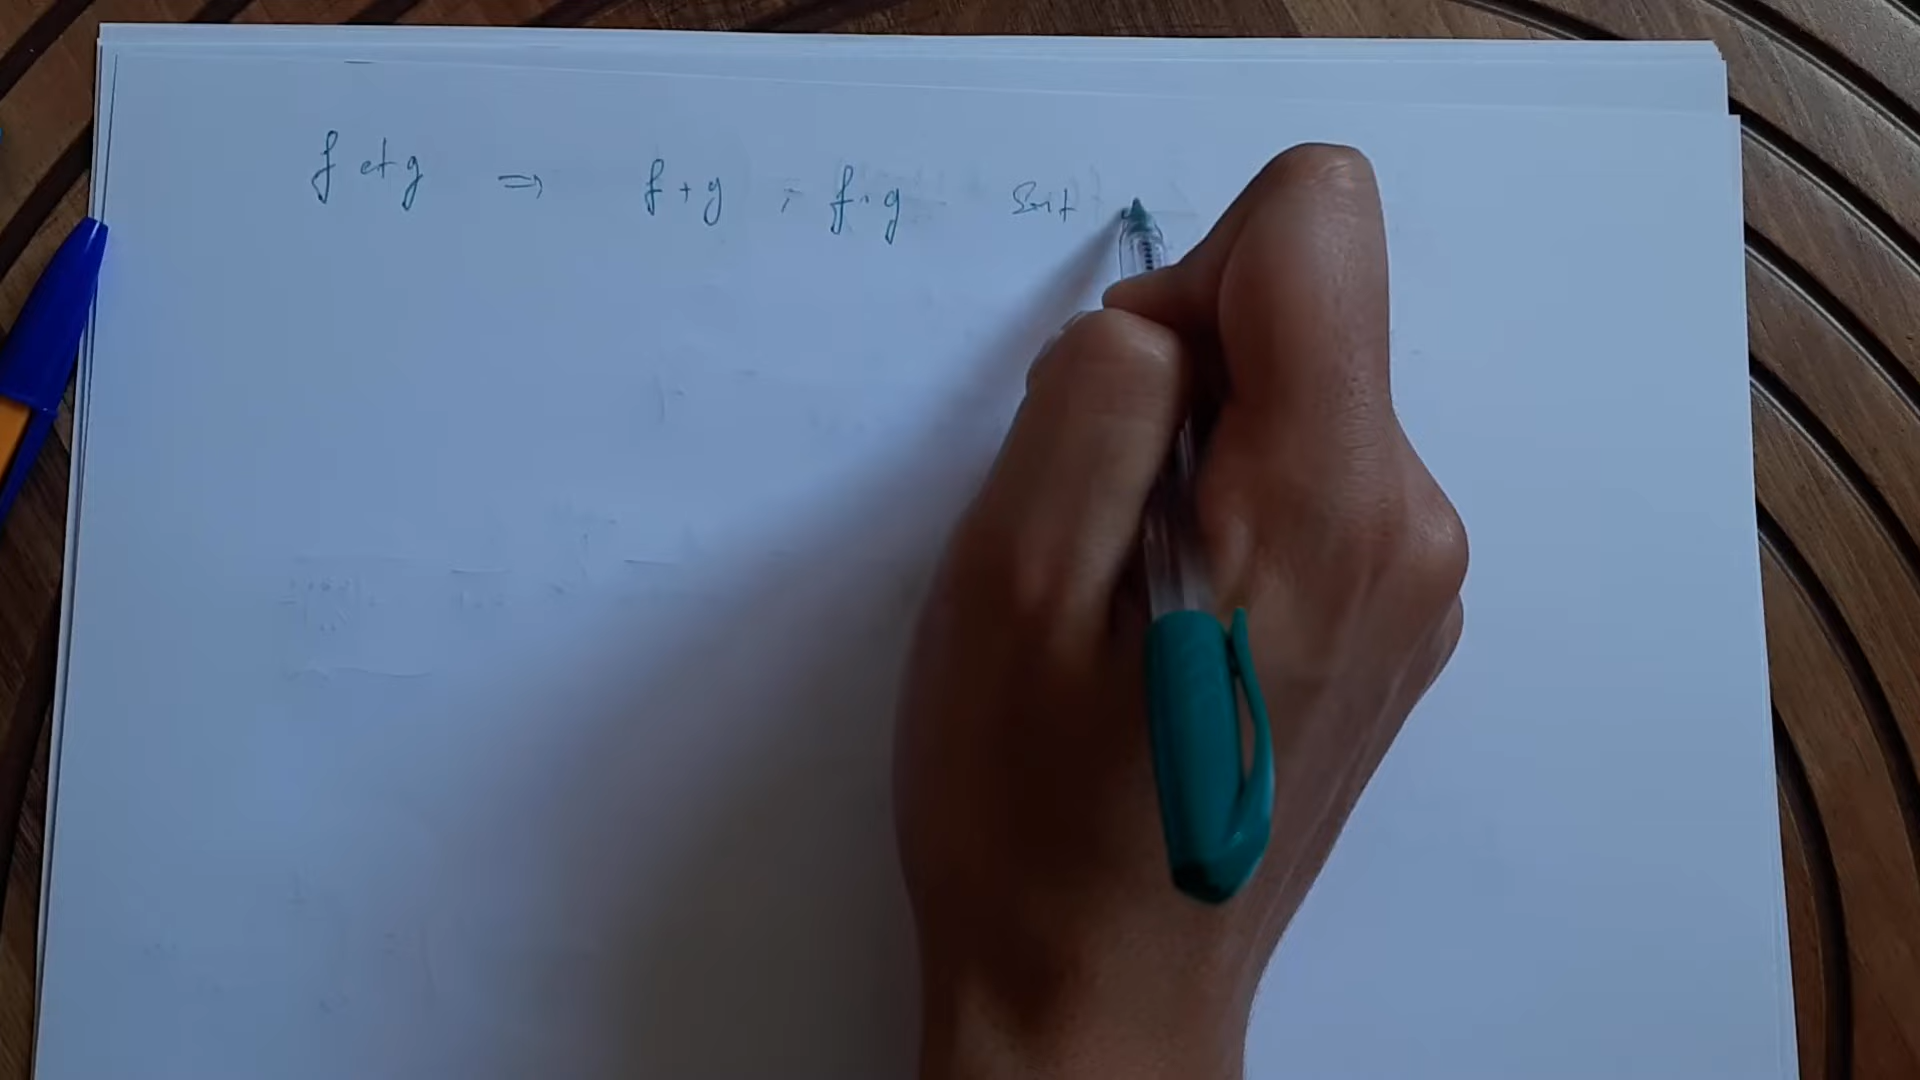 f et g ⇒ f + g ; f · g Sont